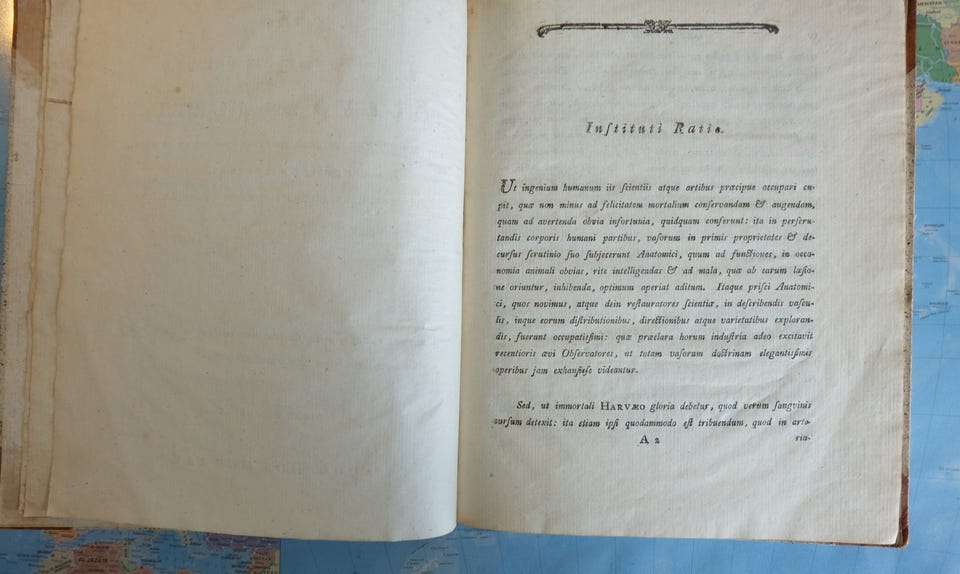 Inſtituti Ratio.
Ut ingenium humanum iis ſcientiis atque artibus præcipue occupari cu-
pit, quæ non minus ad felicitatem mortalium conſervandam & augendam,
quam ad avertenda obvia infortunia, quidquam conferunt: ita in perſcru-
tandis corporis humani partibus, vaſorum in primis proprietates & de-
curſus ſcrutinio ſuo ſubjecerunt Anatomici, quum ad functiones, in oeco-
nomia animali obvias, rite intelligendas & ad mala, quæ ab earum læſio-
ne oriuntur, inhibenda, optimum operiat aditum. Itaque priſci Anatomi-
ci, quos novimus, atque dein reſtauratores ſcientiæ, in deſcribendis vaſcu-
lis, inque eorum diſtributionibus, directionibus atque varietatibus exploran-
dis, fuerunt occupatiſſimi: quæ præclara horum induſtria adeo excitavit
recentioris ævi Obſervatores, ut totam vaſorum doctrinam elegantiſſimis
operibus jam exhauſiſſe videantur.
Sed, ut immortali HARVÆO gloria debetur, quod verum ſangvinis
curſum detexit: ita etiam ipſi quodammodo eſt tribuendum, quod in arte-
A 2
ria-